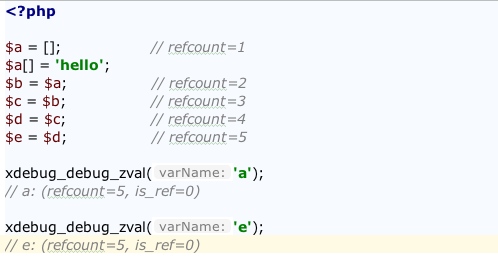 <?php
$a = []; // refcount=1
$a[] = 'hello';
$b = $a; // refcount=2
$c = $b; // refcount=3
$d = $c; // refcount=4
$e = $d; // refcount=5
xdebug_debug_zval( varName: 'a');
// a: (refcount=5, is_ref=0)
xdebug_debug_zval( varName: 'e');
// e: (refcount=5, is_ref=0)